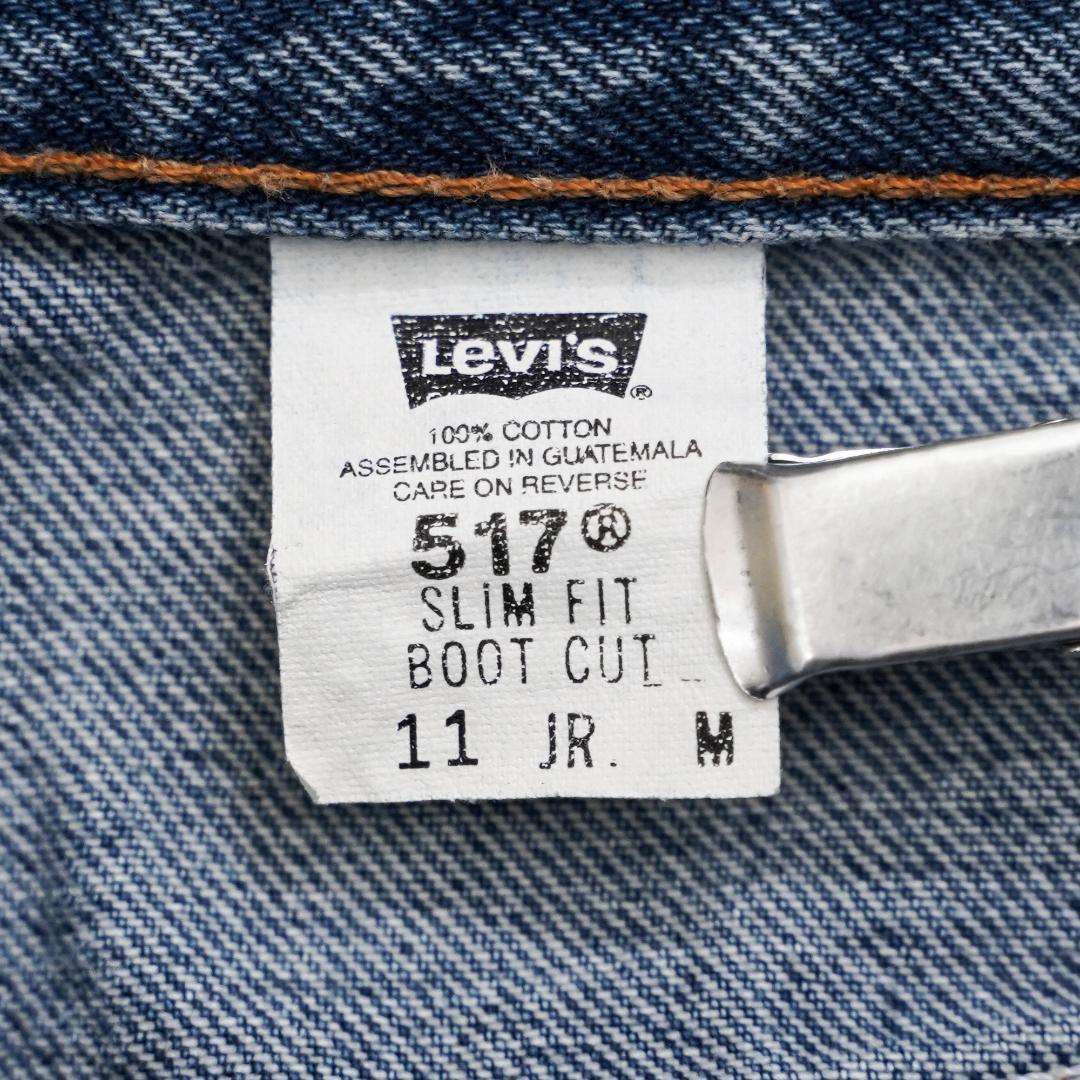 Levi's®
100% COTTON
ASSEMBLED IN GUATEMALA
CARE ON REVERSE
517®
SLIM FIT
BOOT CUT
11 JR. M